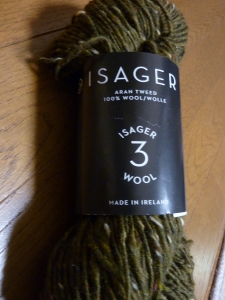 ISAGER
ARAN TWEED
100% WOOL/WOLLE
ISAGER
3
WOOL
MADE IN IRELAND